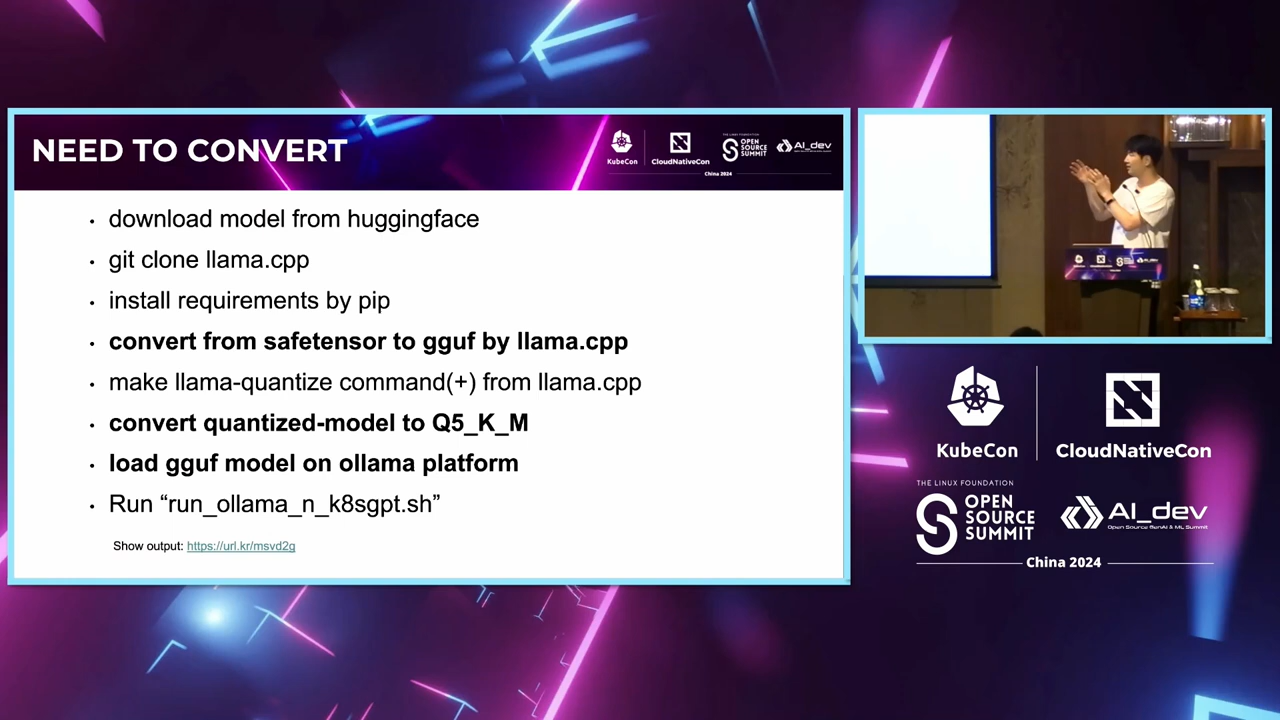 NEED TO CONVERT
KubeCon
CloudNativeCon
THE LINUX FOUNDATION
OPEN SOURCE SUMMIT
AI_dev
China 2024
• download model from huggingface
• git clone llama.cpp
• install requirements by pip
• convert from safetensor to gguf by llama.cpp
• make llama-quantize command(+) from llama.cpp
• convert quantized-model to Q5_K_M
• load gguf model on ollama platform
• Run “run_ollama_n_k8sgpt.sh”
Show output: https://url.kr/msvd2g
KubeCon
CloudNativeCon
THE LINUX FOUNDATION
OPEN
SOURCE
SUMMIT
AI_dev
Open Source GenAI & ML Summit
China 2024